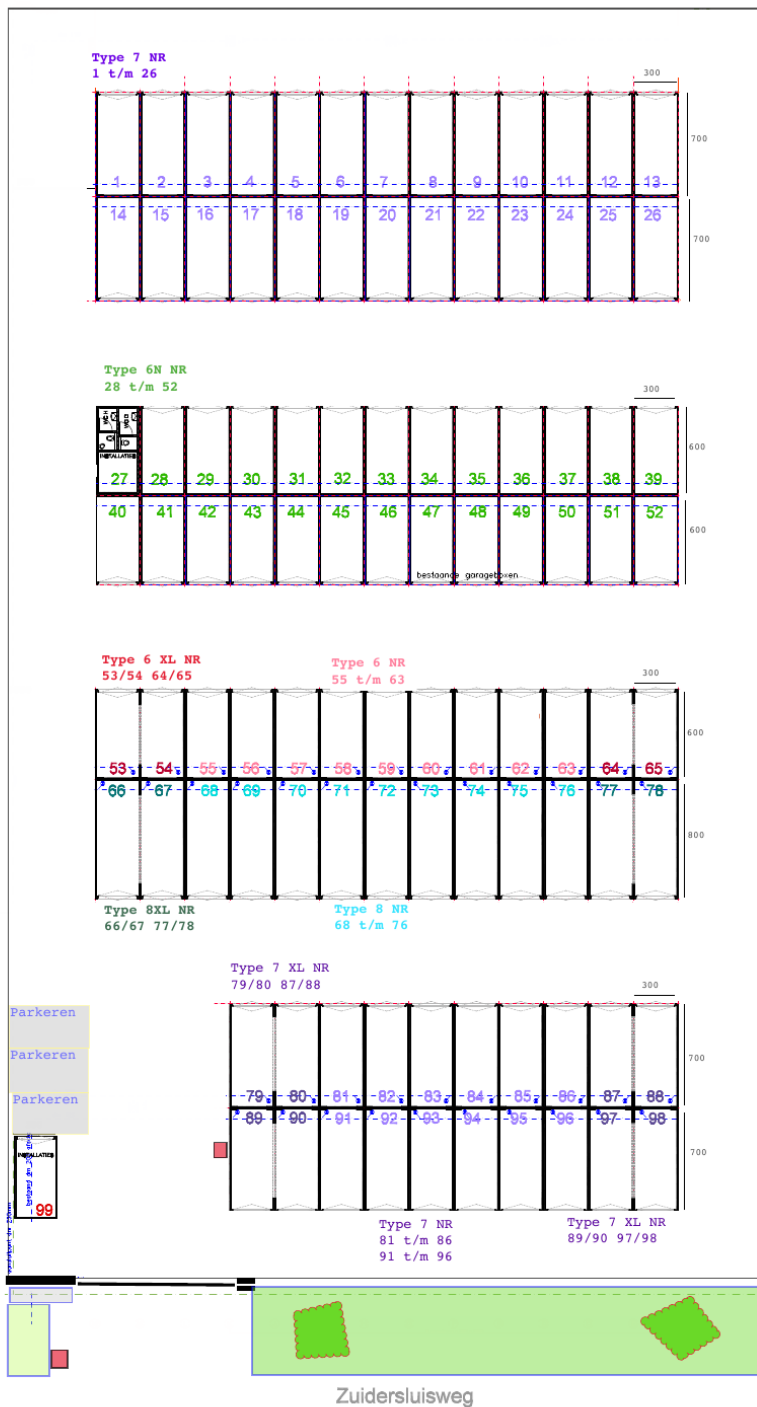 Type 7 NR
1 t/m 26
300
700
1 2 3 4 5 6 7 8 9 10 11 12 13
14 15 16 17 18 19 20 21 22 23 24 25 26
700
Type 6N NR
28 t/m 52
300
600
INSTALLATIES
27 28 29 30 31 32 33 34 35 36 37 38 39
40 41 42 43 44 45 46 47 48 49 50 51 52
600
bestaande garageboxen
Type 6 XL NR
53/54 64/65
Type 6 NR
55 t/m 63
300
600
53 54 55 56 57 58 59 60 61 62 63 64 65
66 67 68 69 70 71 72 73 74 75 76 77 78
800
Type 8XL NR
66/67 77/78
Type 8 NR
68 t/m 76
Type 7 XL NR
79/80 87/88
300
Parkeren
Parkeren
Parkeren
700
79 80 81 82 83 84 85 86 87 88
89 90 91 92 93 94 95 96 97 98
700
INSTALLATIES
99
Type 7 NR
81 t/m 86
91 t/m 96
Type 7 XL NR
89/90 97/98
Zuidersluisweg